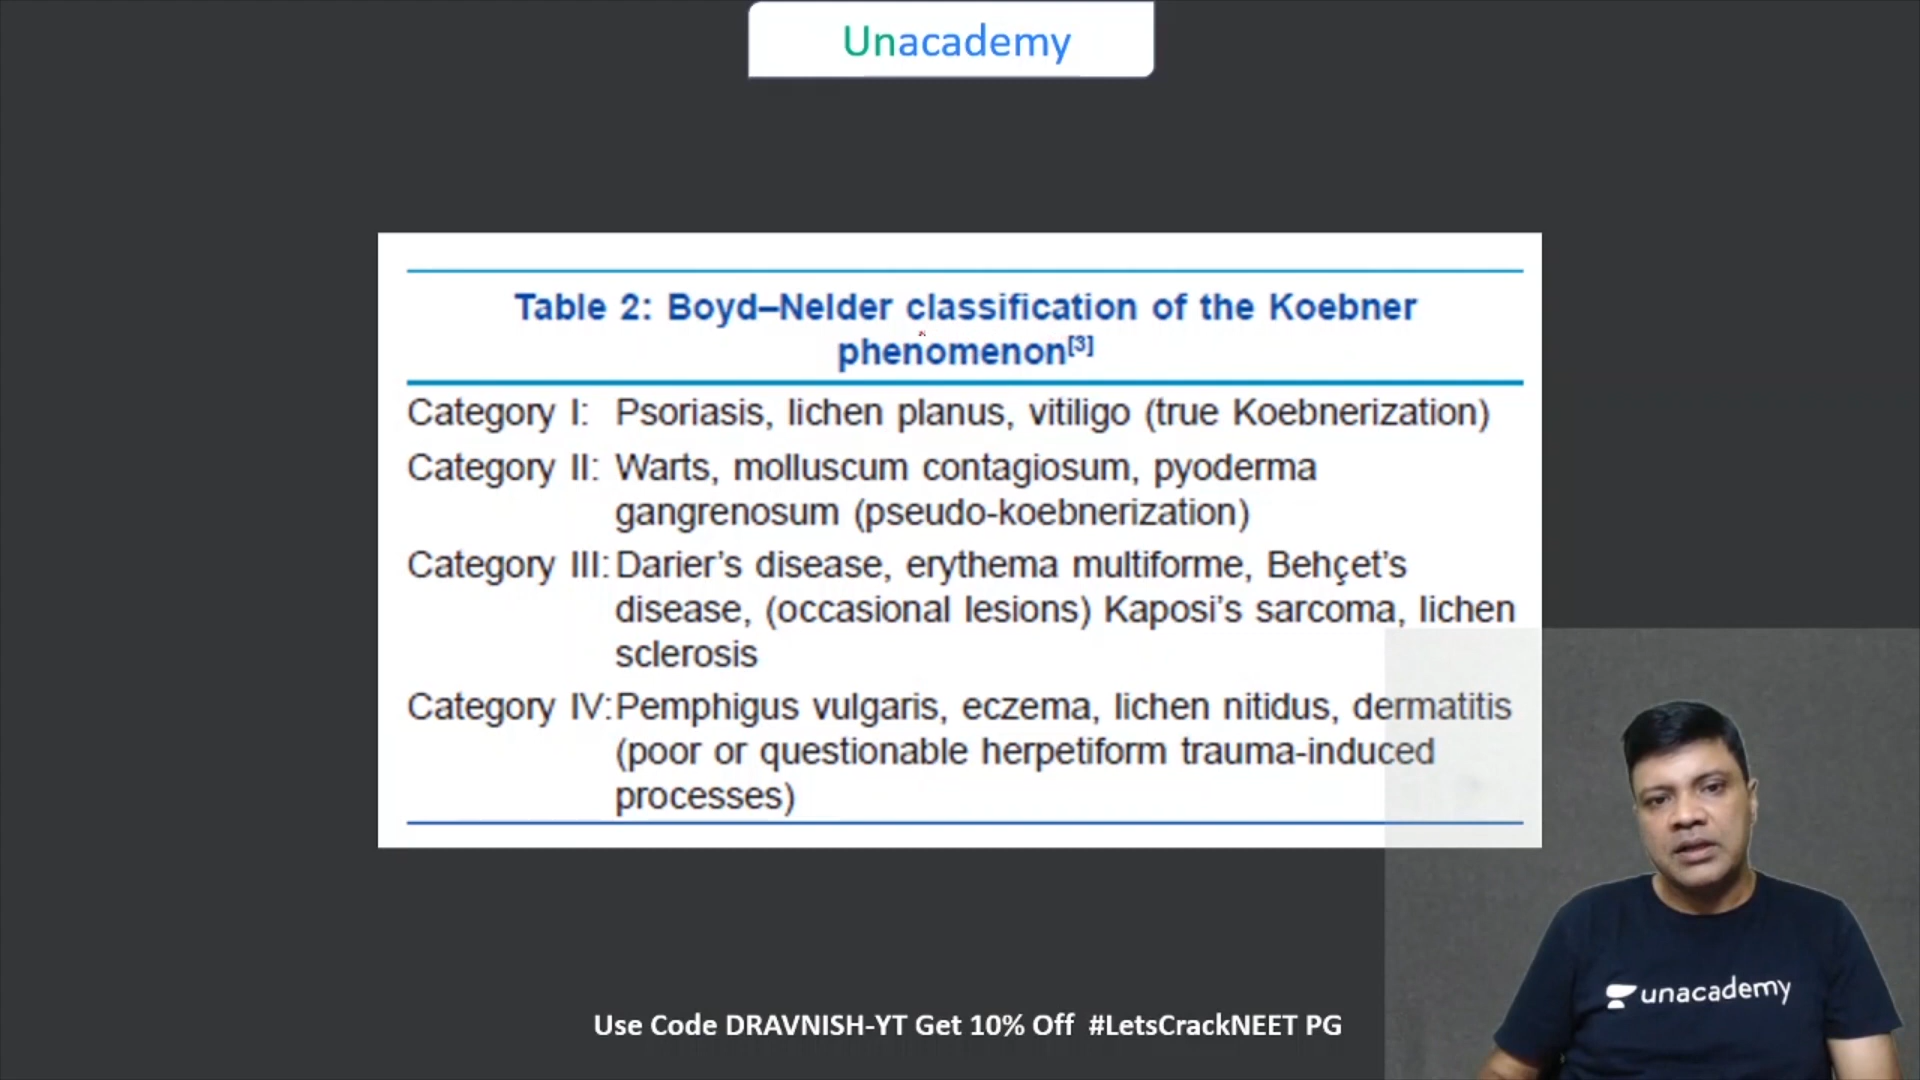 Unacademy
Table 2: Boyd–Nelder classification of the Koebner
phenomenon[3]
Category I: Psoriasis, lichen planus, vitiligo (true Koebnerization)
Category II: Warts, molluscum contagiosum, pyoderma
gangrenosum (pseudo-koebnerization)
Category III: Darier’s disease, erythema multiforme, Behçet’s
disease, (occasional lesions) Kaposi’s sarcoma, lichen
sclerosis
Category IV: Pemphigus vulgaris, eczema, lichen nitidus, dermatitis
(poor or questionable herpetiform trauma-induced
processes)
unacademy
Use Code DRAVNISH-YT Get 10% Off #LetsCrackNEET PG